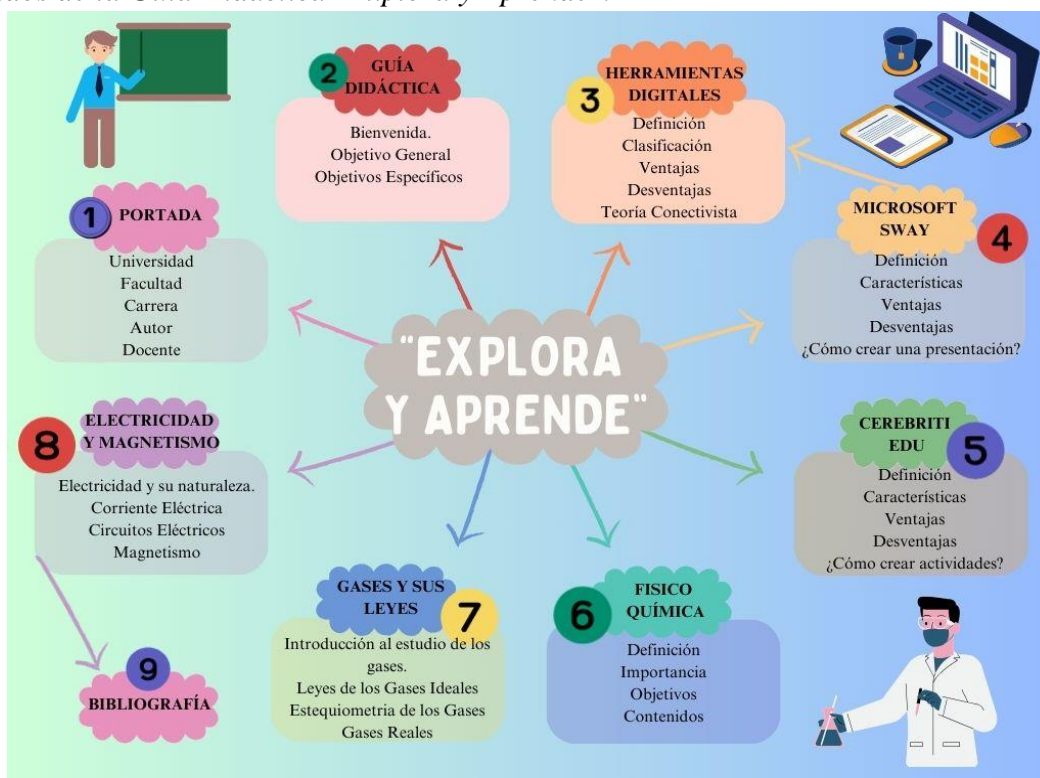 1
PORTADA
Universidad
Facultad
Carrera
Autor
Docente
2
GUÍA
DIDÁCTICA
Bienvenida.
Objetivo General
Objetivos Específicos
3
HERRAMIENTAS
DIGITALES
Definición
Clasificación
Ventajas
Desventajas
Teoría Conectivista
4
MICROSOFT
SWAY
Definición
Características
Ventajas
Desventajas
¿Cómo crear una presentación?
"EXPLORA
Y APRENDE"
5
CEREBRITI
EDU
Definición
Características
Ventajas
Desventajas
¿Cómo crear actividades?
6
FISICO
QUÍMICA
Definición
Importancia
Objetivos
Contenidos
7
GASES Y SUS
LEYES
Introducción al estudio de los
gases.
Leyes de los Gases Ideales
Estequiometria de los Gases
Gases Reales
8
ELECTRICIDAD
Y MAGNETISMO
Electricidad y su naturaleza.
Corriente Eléctrica
Circuitos Eléctricos
Magnetismo
9
BIBLIOGRAFÍA